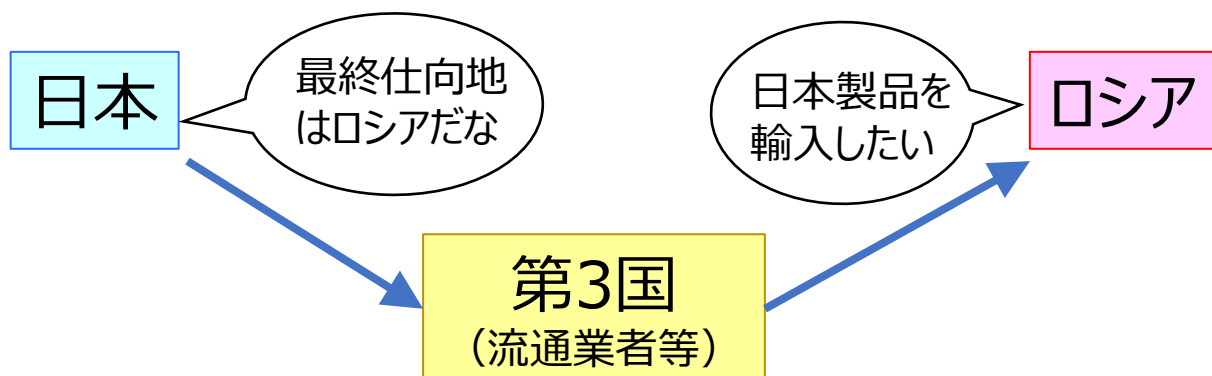 日本
最終仕向地
はロシアだな
日本製品を
輸入したい
ロシア
第3国
（流通業者等）